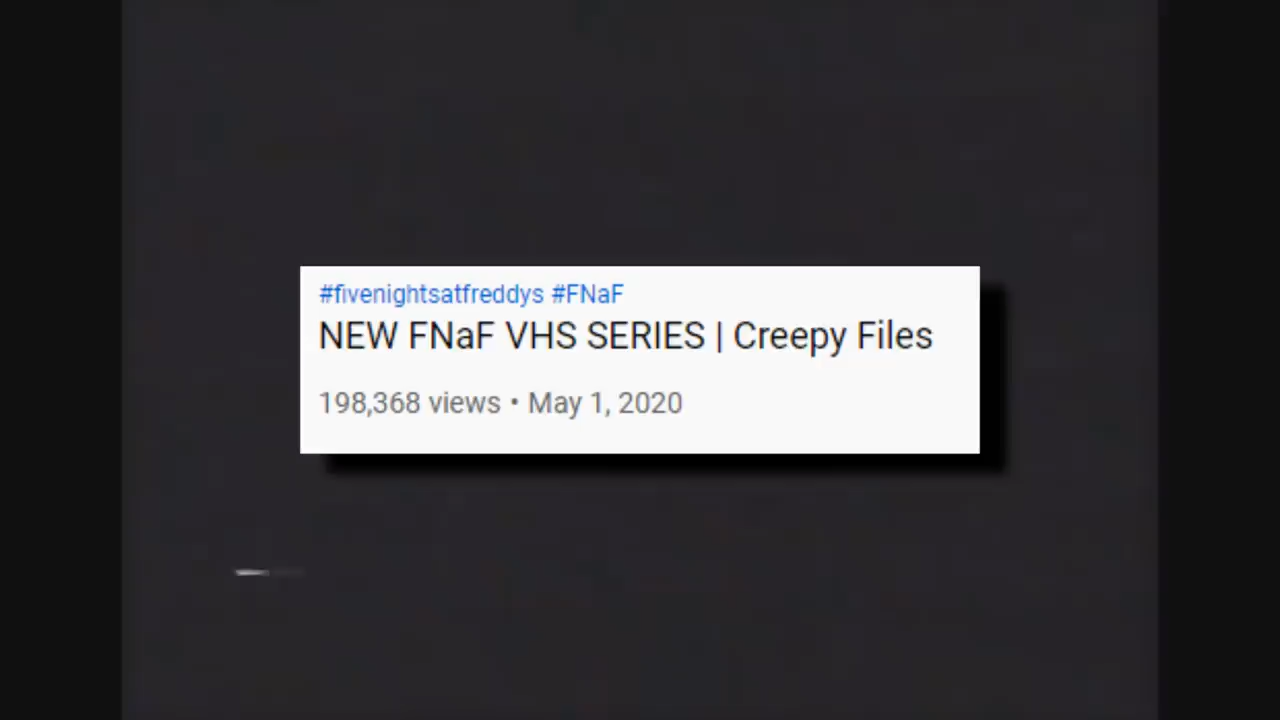 #fivenightsatfreddys #FNaF
NEW FNaF VHS SERIES | Creepy Files
198,368 views • May 1, 2020